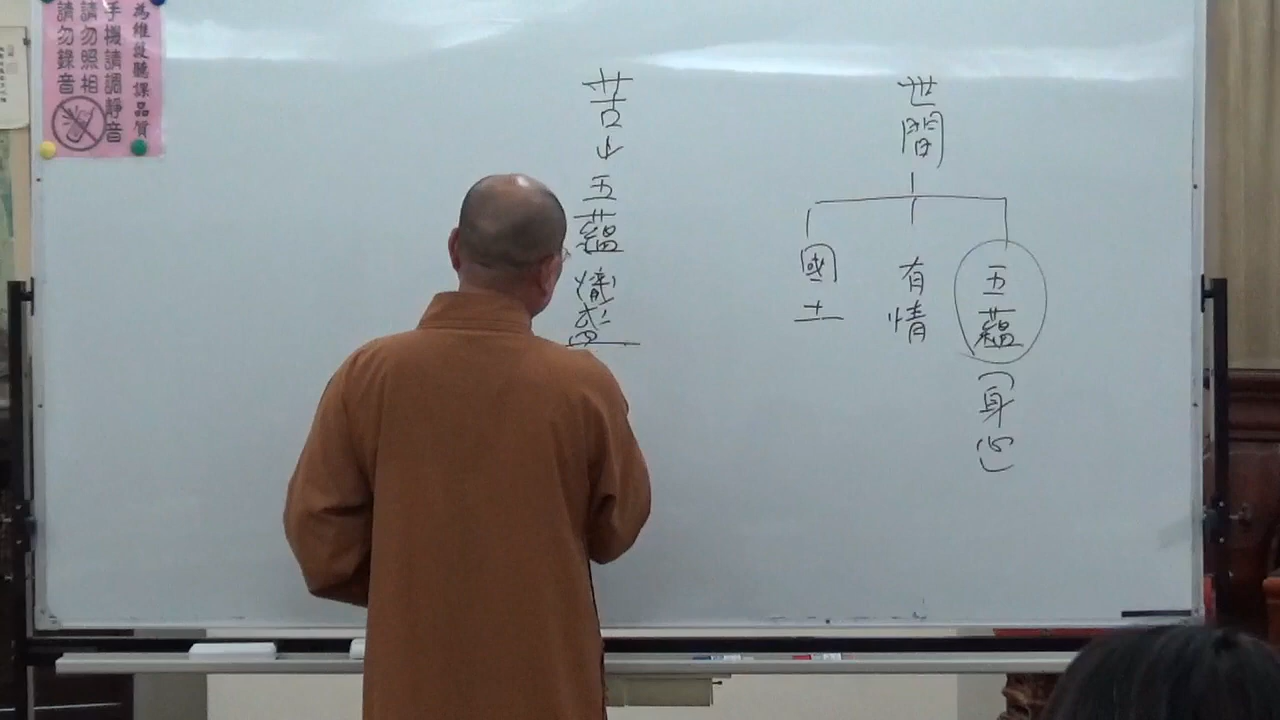 為維護聽課品質
手機請調靜音
請勿照相
請勿錄音
世間
五蘊
(身心)
有情
國土
苦↓五蘊熾盛